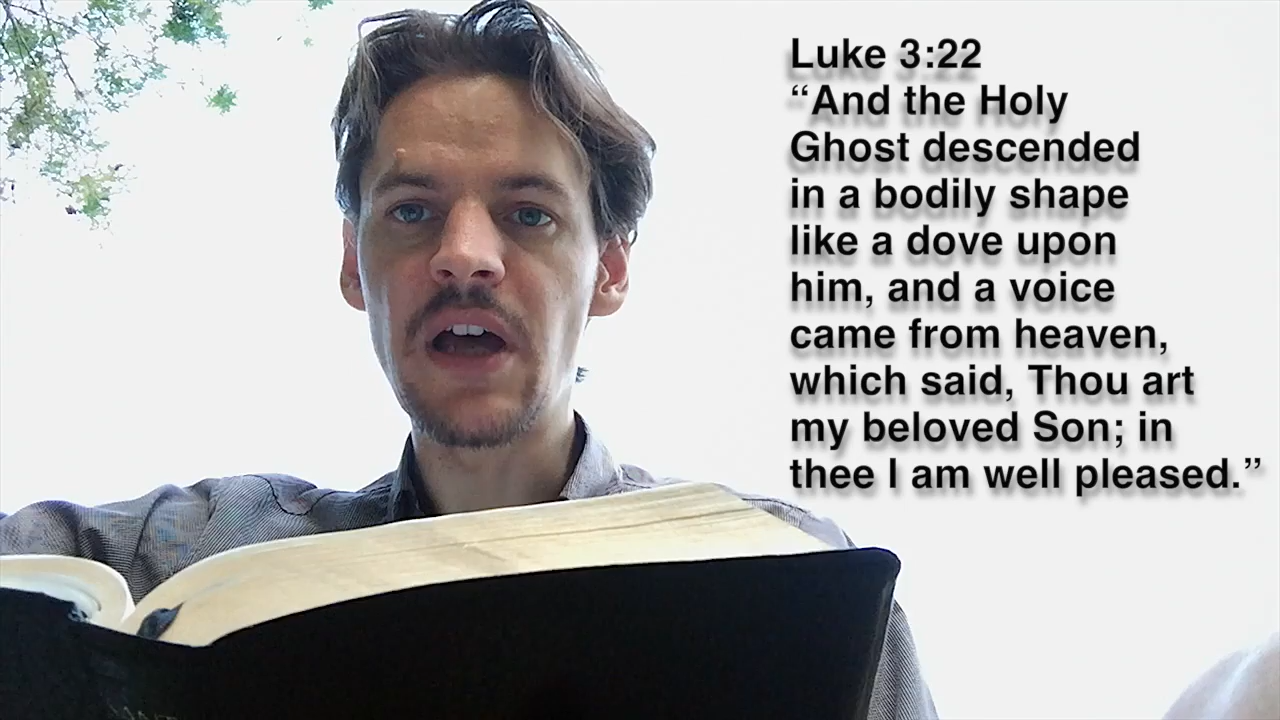 Luke 3:22
“And the Holy
Ghost descended
in a bodily shape
like a dove upon
him, and a voice
came from heaven,
which said, Thou art
my beloved Son; in
thee I am well pleased.”